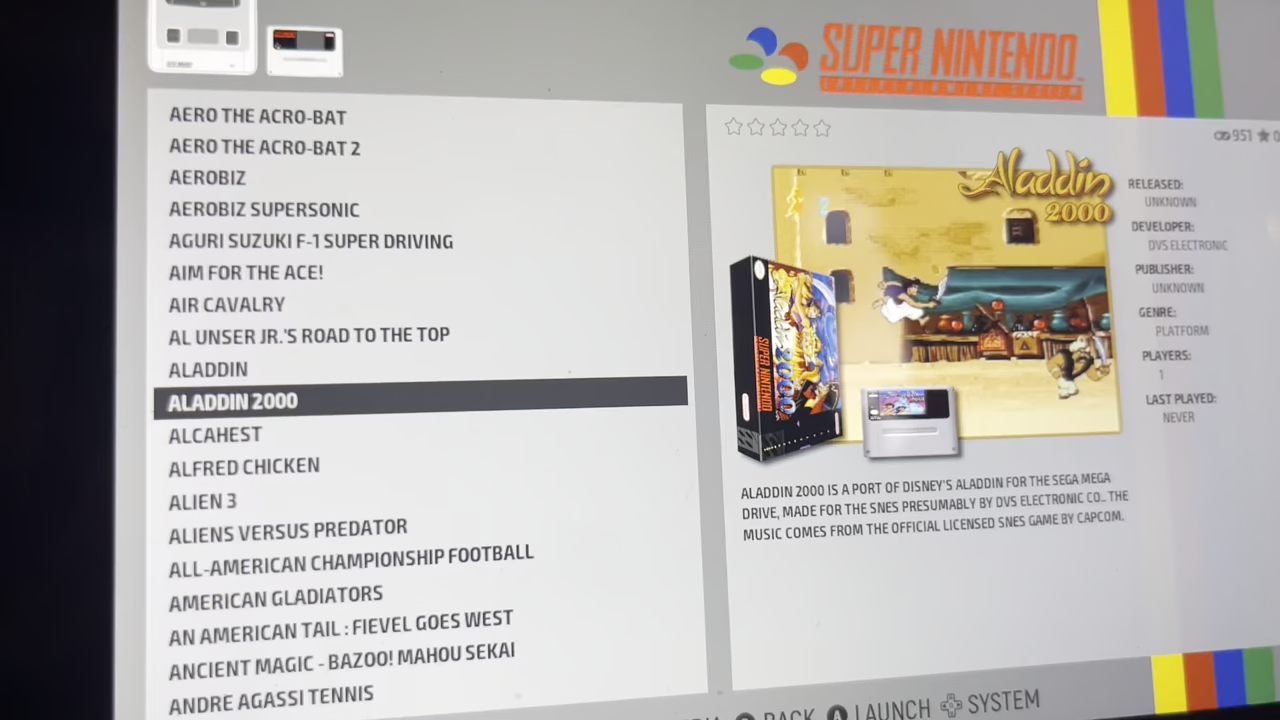 SUPER NINTENDO
ENTERTAINMENT SYSTEM
AERO THE ACRO-BAT
AERO THE ACRO-BAT 2
AEROBIZ
AEROBIZ SUPERSONIC
AGURI SUZUKI F-1 SUPER DRIVING
AIM FOR THE ACE!
AIR CAVALRY
AL UNSER JR.'S ROAD TO THE TOP
ALADDIN
ALADDIN 2000
ALCAHEST
ALFRED CHICKEN
ALIEN 3
ALIENS VERSUS PREDATOR
ALL-AMERICAN CHAMPIONSHIP FOOTBALL
AMERICAN GLADIATORS
AN AMERICAN TAIL : FIEVEL GOES WEST
ANCIENT MAGIC - BAZOO! MAHOU SEKAI
ANDRE AGASSI TENNIS
951
0
Aladdin
2000
SUPER NINTENDO
RELEASED:
UNKNOWN
DEVELOPER:
DVS ELECTRONIC
PUBLISHER:
UNKNOWN
GENRE:
PLATFORM
PLAYERS:
1
LAST PLAYED:
NEVER
ALADDIN 2000 IS A PORT OF DISNEY'S ALADDIN FOR THE SEGA MEGA
DRIVE, MADE FOR THE SNES PRESUMABLY BY DVS ELECTRONIC CO.. THE
MUSIC COMES FROM THE OFFICIAL LICENSED SNES GAME BY CAPCOM.
BACK A LAUNCH SYSTEM